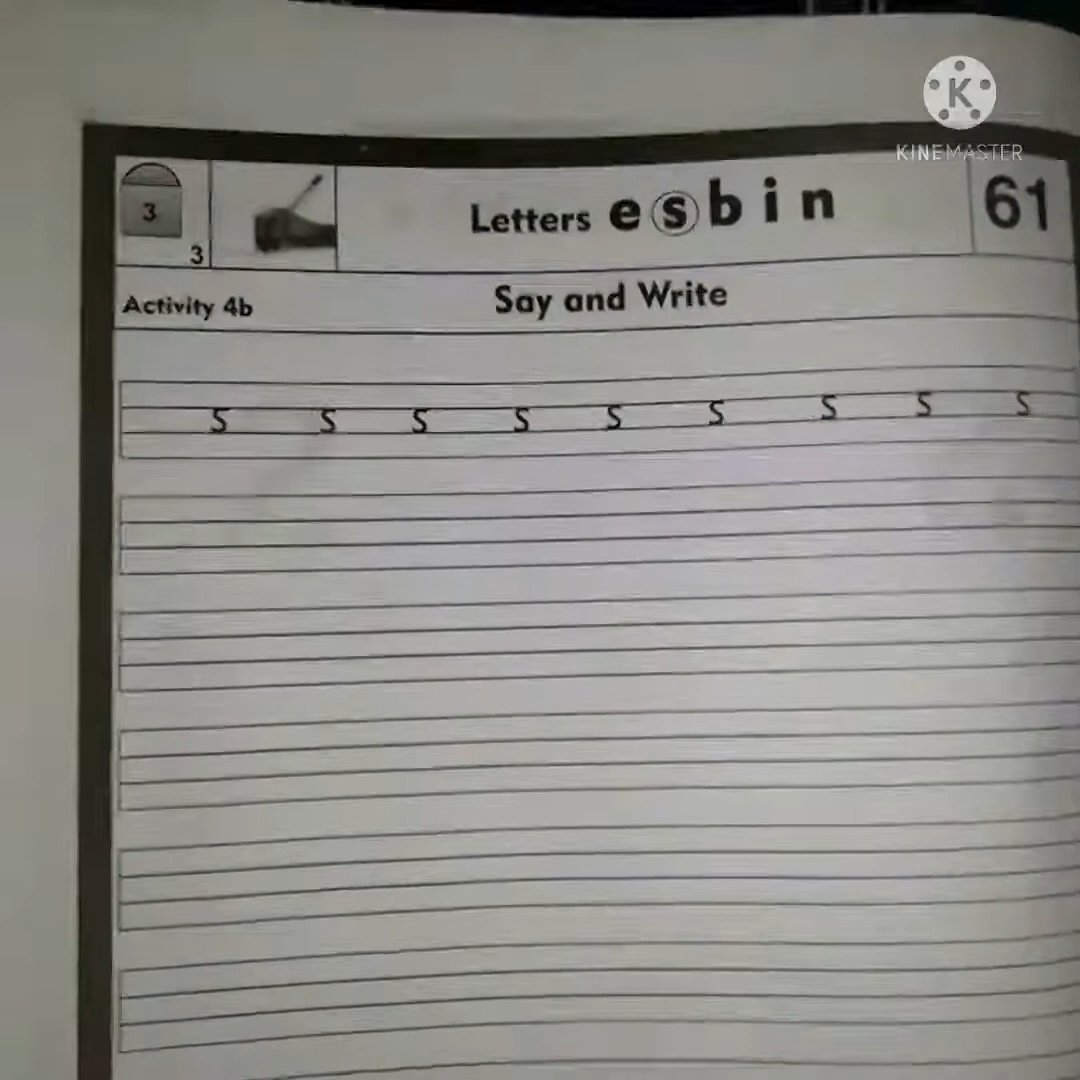 KINEMASTER
3
3
Letters e s b i n
61
Activity 4b
Say and Write
s s s s s s s s s